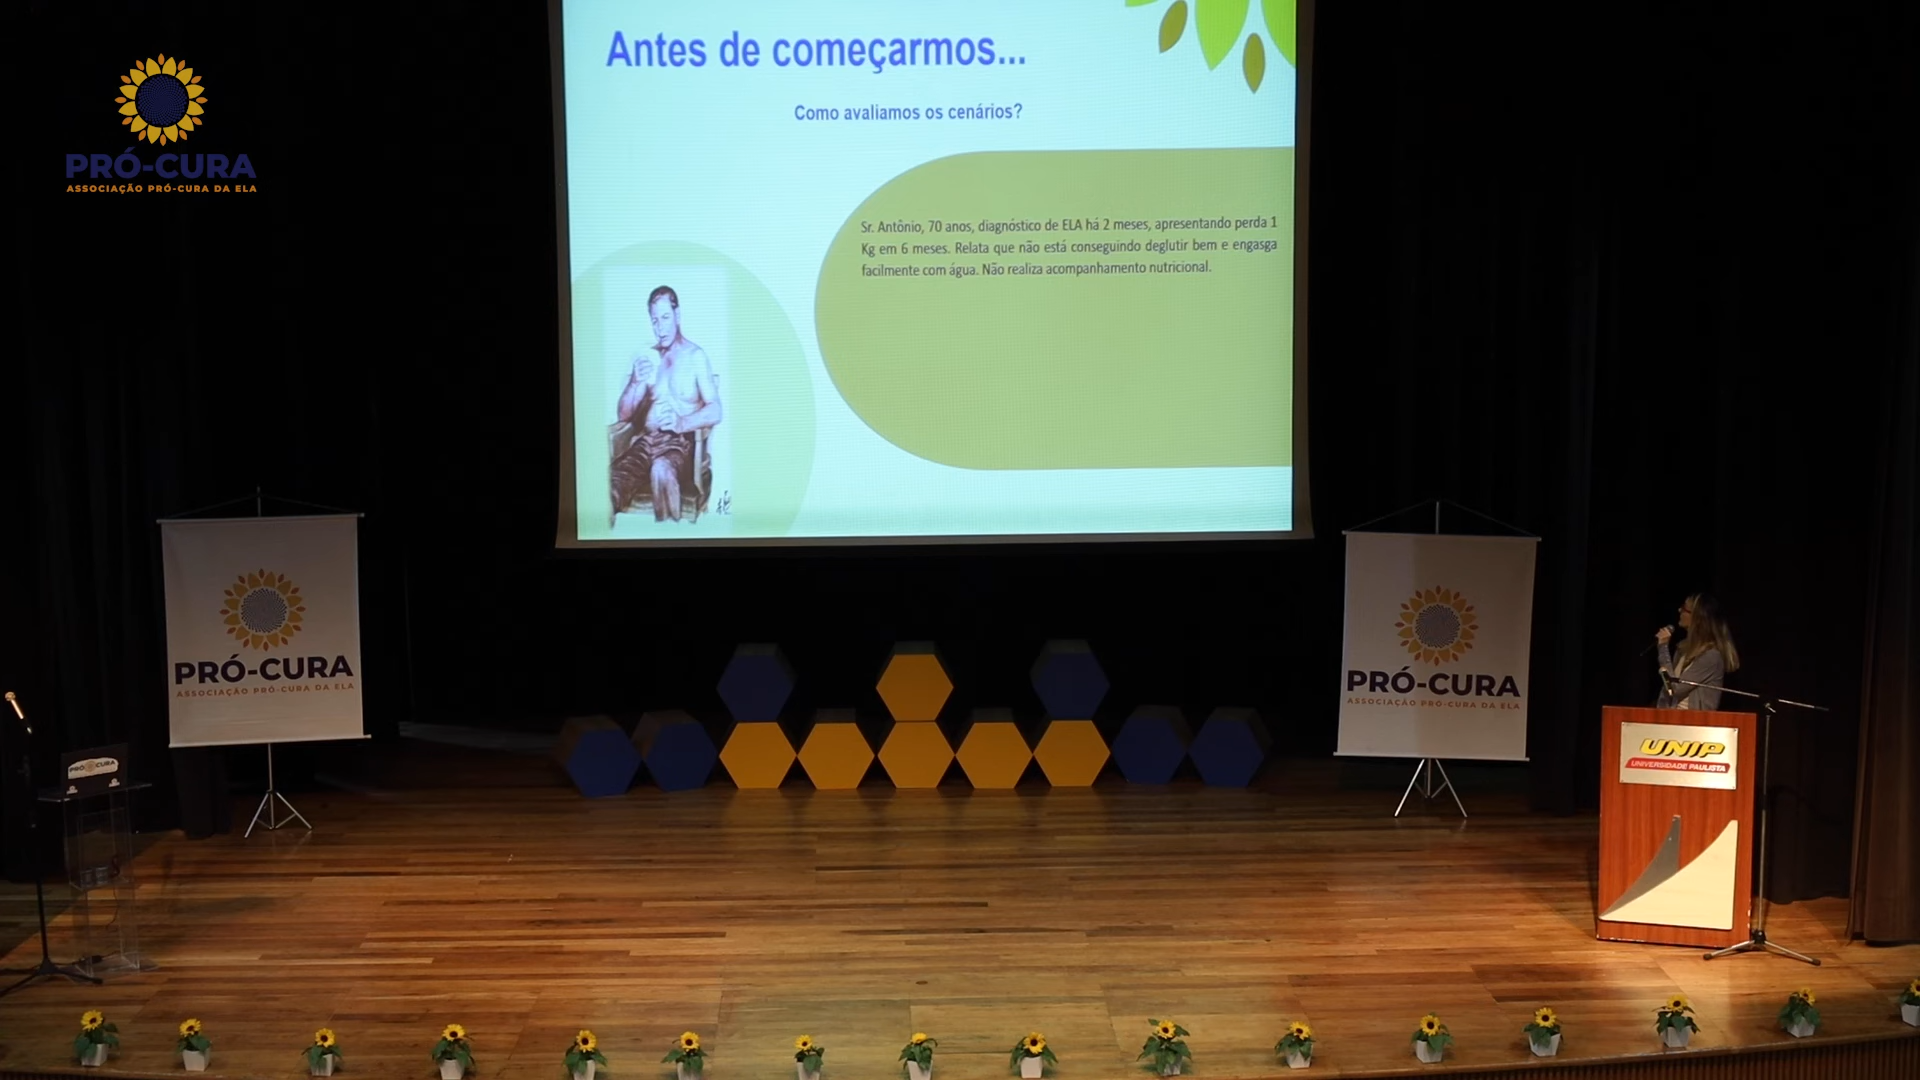 Antes de começarmos...
Como avaliamos os cenários?
Sr. Antônio, 70 anos, diagnóstico de ELA há 2 meses, apresentando perda 1
Kg em 6 meses. Relata que não está conseguindo deglutir bem e engasga
facilmente com água. Não realiza acompanhamento nutricional.
PRÓ-CURA
ASSOCIAÇÃO PRÓ-CURA DA ELA
PRÓ-CURA
ASSOCIAÇÃO PRÓ-CURA DA ELA
PRÓ-CURA
ASSOCIAÇÃO PRÓ-CURA DA ELA
PRÓ-CURA
UNIP
UNIVERSIDADE PAULISTA